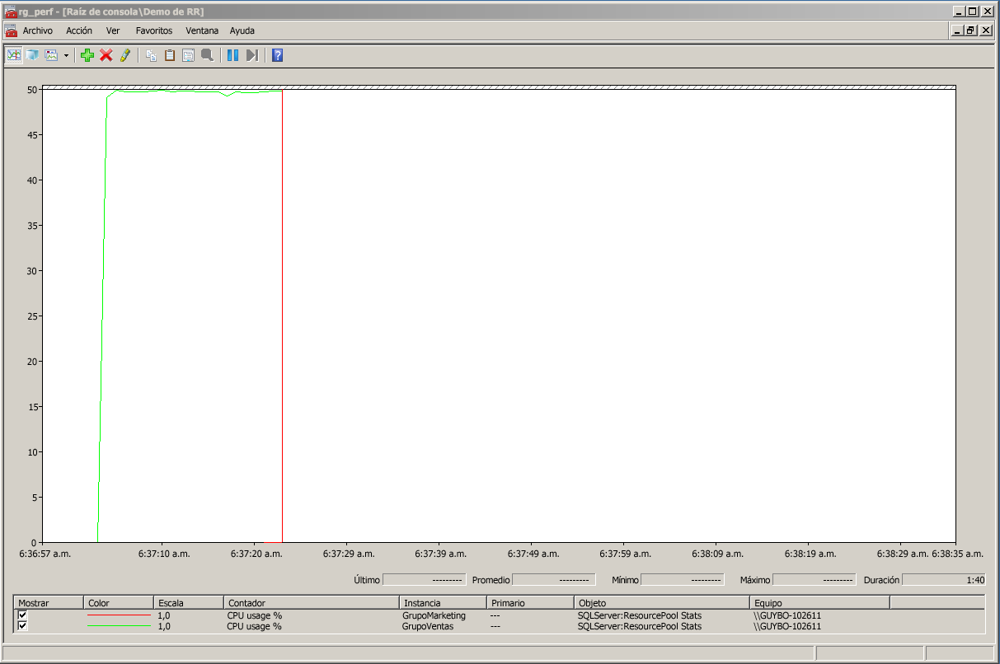 rg_perf - [Raíz de consola\Demo de RR]
Archivo Acción Ver Favoritos Ventana Ayuda
50
45
40
35
30
25
20
15
10
5
0
6:36:57 a.m. 6:37:10 a.m. 6:37:20 a.m. 6:37:29 a.m. 6:37:39 a.m. 6:37:49 a.m. 6:37:59 a.m. 6:38:09 a.m. 6:38:19 a.m. 6:38:29 a.m. 6:38:35 a.m.
Último --------- Promedio --------- Mínimo --------- Máximo --------- Duración 1:40
Mostrar Color Escala Contador Instancia Primario Objeto Equipo
1,0 CPU usage % GrupoMarketing --- SQLServer:ResourcePool Stats \\GUYBO-102611
1,0 CPU usage % GrupoVentas --- SQLServer:ResourcePool Stats \\GUYBO-102611